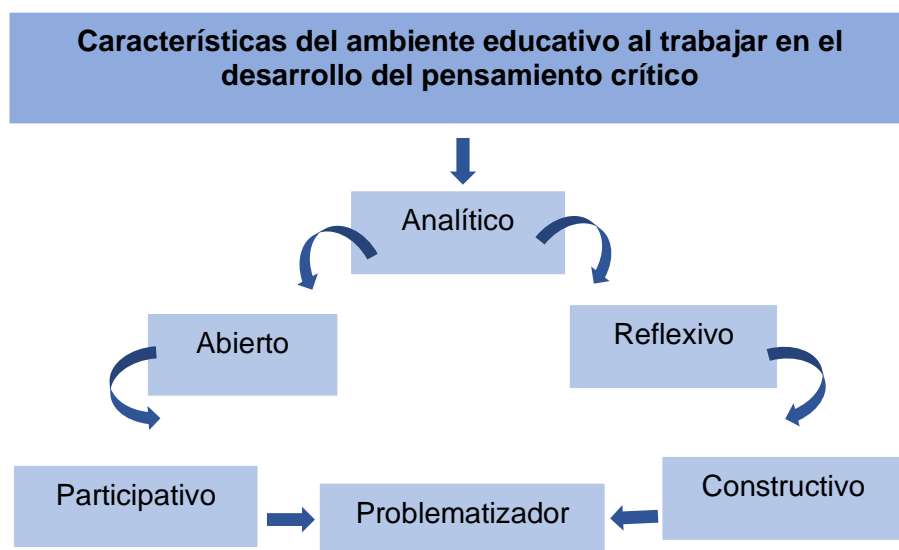 Características del ambiente educativo al trabajar en el
desarrollo del pensamiento crítico
Analítico
Abierto
Reflexivo
Participativo
Problematizador
Constructivo